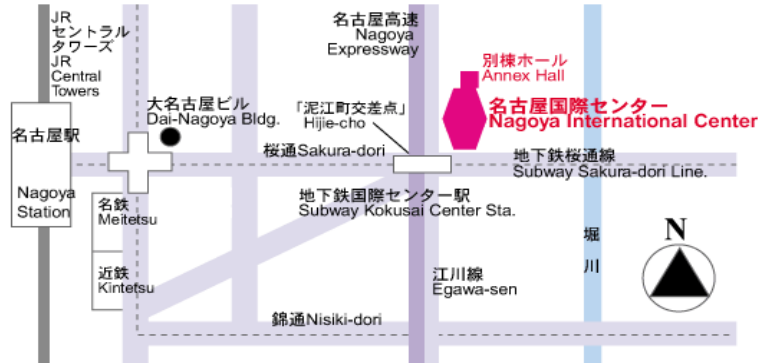 JR
セントラル
タワーズ
JR
Central
Towers
名古屋駅
Nagoya
Station
大名古屋ビル
Dai-Nagoya Bldg.
名鉄
Meitetsu
近鉄
Kintetsu
名古屋高速
Nagoya
Expressway
「泥江町交差点」
Hijie-cho
桜通Sakura-dori
地下鉄国際センター駅
Subway Kokusai Center Sta.
別棟ホール
Annex Hall
名古屋国際センター
Nagoya International Center
地下鉄桜通線
Subway Sakura-dori Line.
堀
川
N
江川線
Egawa-sen
錦通Nisiki-dori